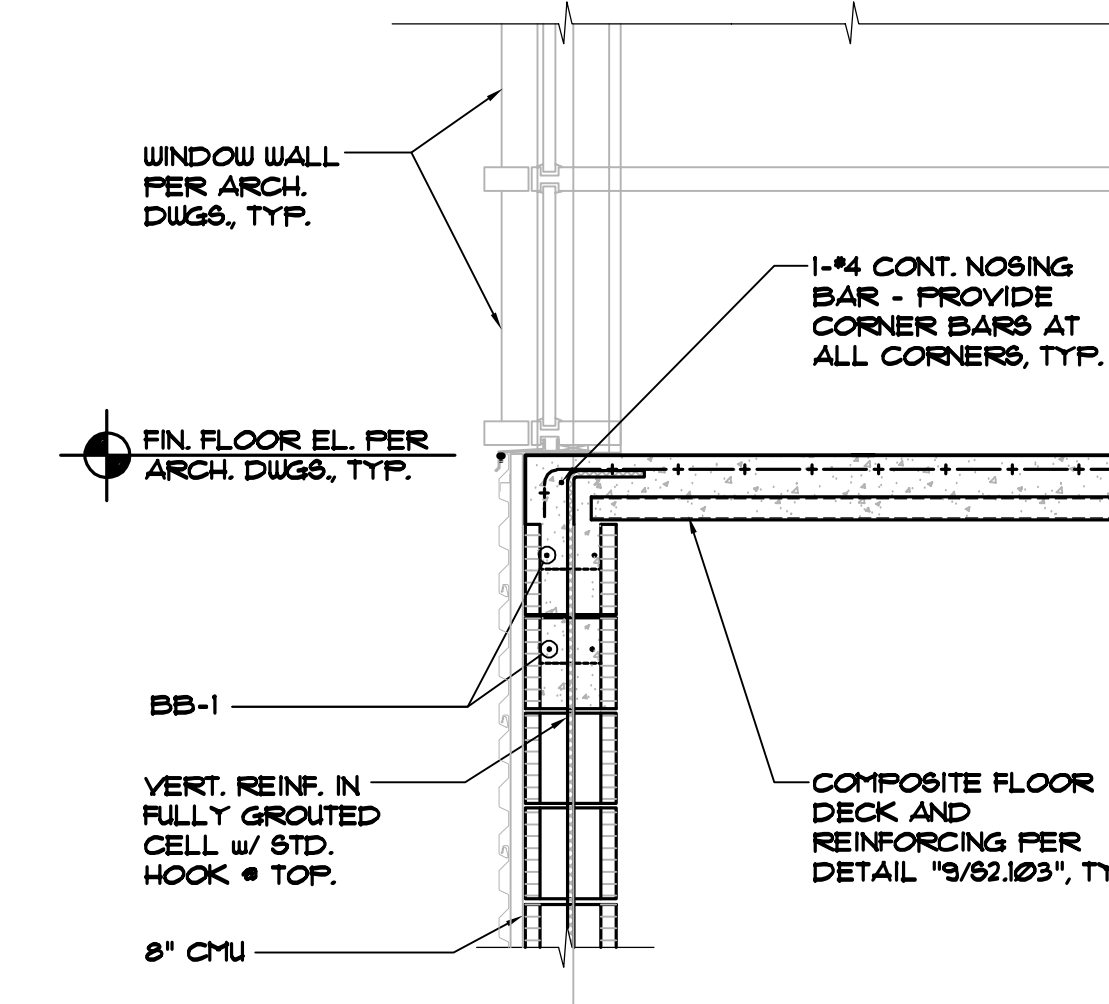 WINDOW WALL
PER ARCH.
DWGS., TYP.
1-#4 CONT. NOSING
BAR - PROVIDE
CORNER BARS AT
ALL CORNERS, TYP.
FIN. FLOOR EL. PER
ARCH. DWGS., TYP.
BB-1
VERT. REINF. IN
FULLY GROUTED
CELL w/ STD.
HOOK @ TOP.
8" CMU
COMPOSITE FLOOR
DECK AND
REINFORCING PER
DETAIL "9/S2.103", TY